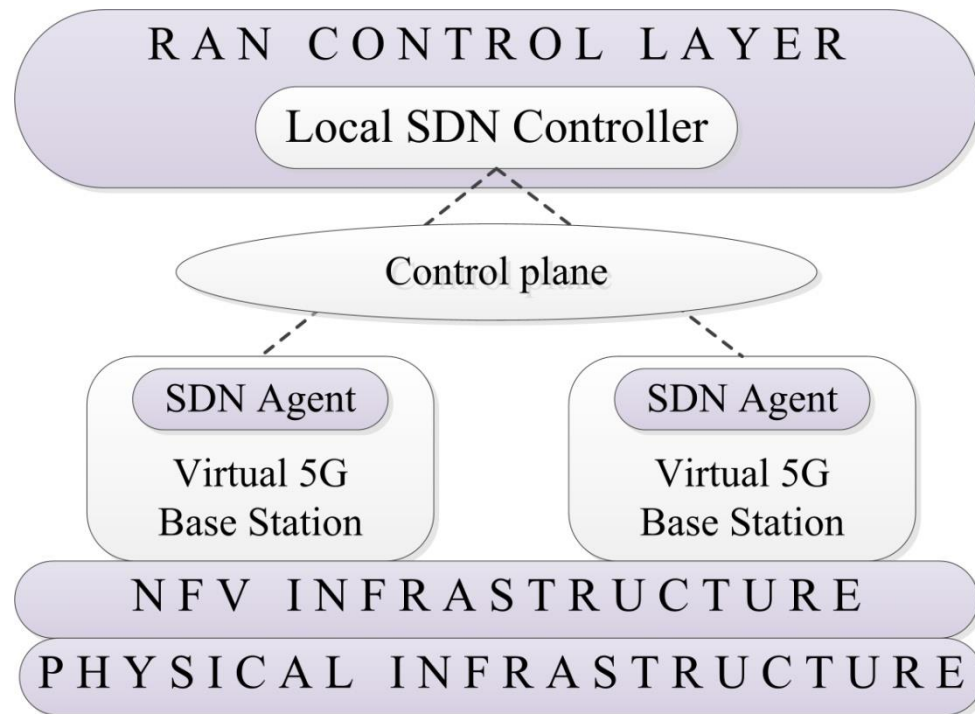 RAN CONTROL LAYER
Local SDN Controller
Control plane
SDN Agent
Virtual 5G
Base Station
SDN Agent
Virtual 5G
Base Station
NFV INFRASTRUCTURE
PHYSICAL INFRASTRUCTURE